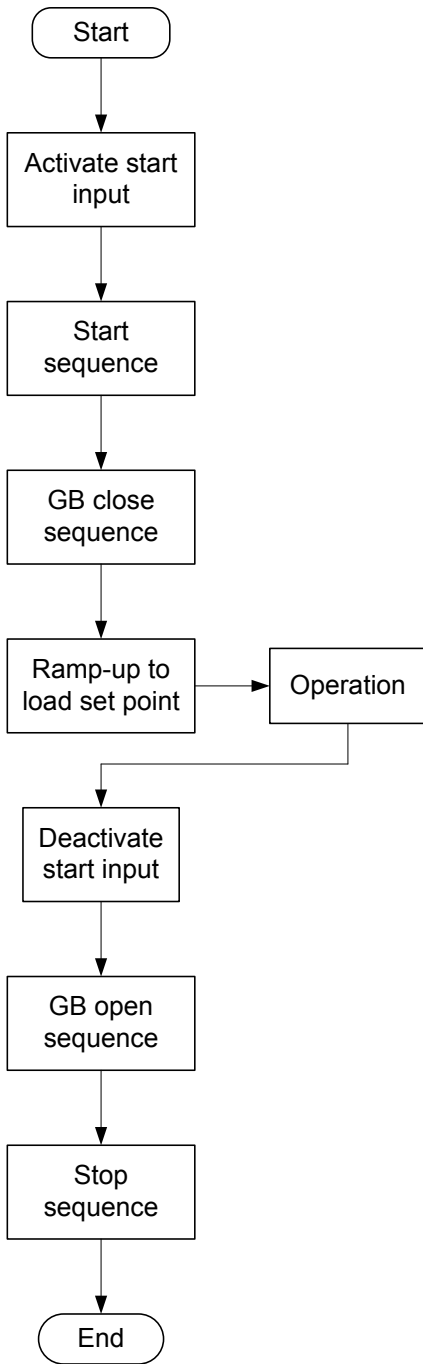 Start
Activate start
input
Start
sequence
GB close
sequence
Ramp-up to
load set point
Operation
Deactivate
start input
GB open
sequence
Stop
sequence
End